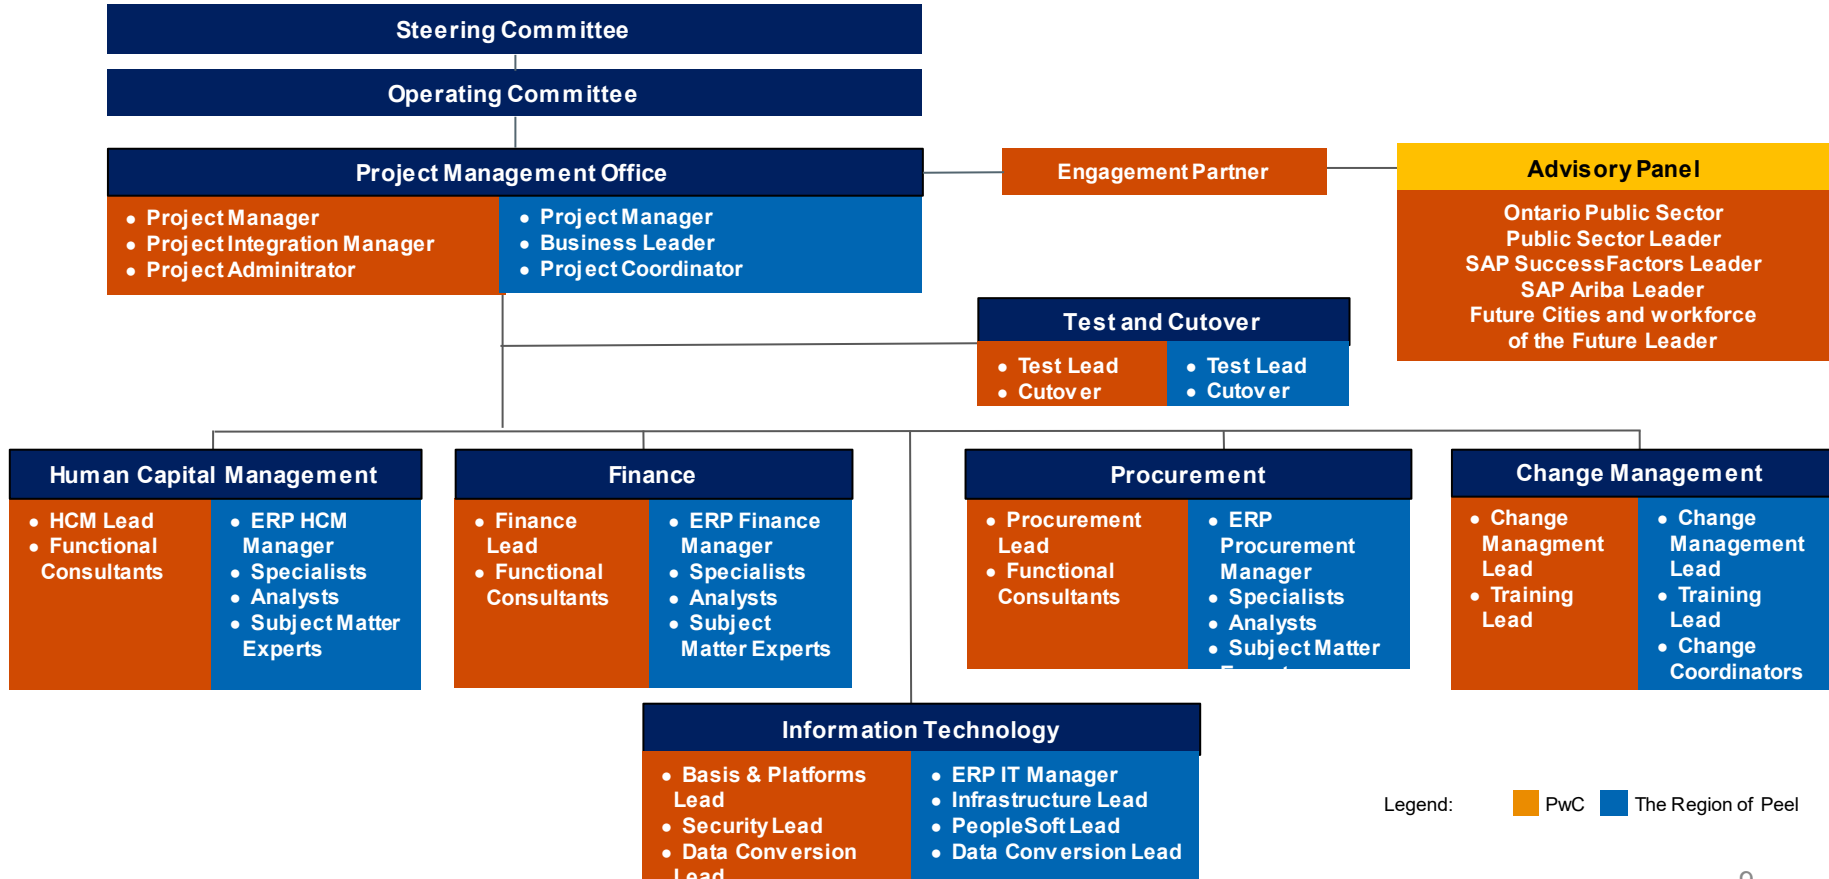 Steering Committee
Operating Committee
Project Management Office
• Project Manager
• Project Integration Manager
• Project Adminitrator
• Project Manager
• Business Leader
• Project Coordinator
Engagement Partner
Advisory Panel
Ontario Public Sector
Public Sector Leader
SAP SuccessFactors Leader
SAP Ariba Leader
Future Cities and workforce
of the Future Leader
Test and Cutover
• Test Lead
• Cutover
• Test Lead
• Cutover
Human Capital Management
• HCM Lead
• Functional
Consultants
• ERP HCM
Manager
• Specialists
• Analysts
• Subject Matter
Experts
Finance
• Finance
Lead
• Functional
Consultants
• ERP Finance
Manager
• Specialists
• Analysts
• Subject
Matter Experts
Procurement
• Procurement
Lead
• Functional
Consultants
• ERP
Procurement
Manager
• Specialists
• Analysts
• Subject Matter
Change Management
• Change
Managment
Lead
• Training
Lead
• Change
Management
Lead
• Training
Lead
• Change
Coordinators
Information Technology
• Basis & Platforms
Lead
• Security Lead
• Data Conversion
Lead
• ERP IT Manager
• Infrastructure Lead
• PeopleSoft Lead
• Data Conversion Lead
Legend:
PwC
The Region of Peel